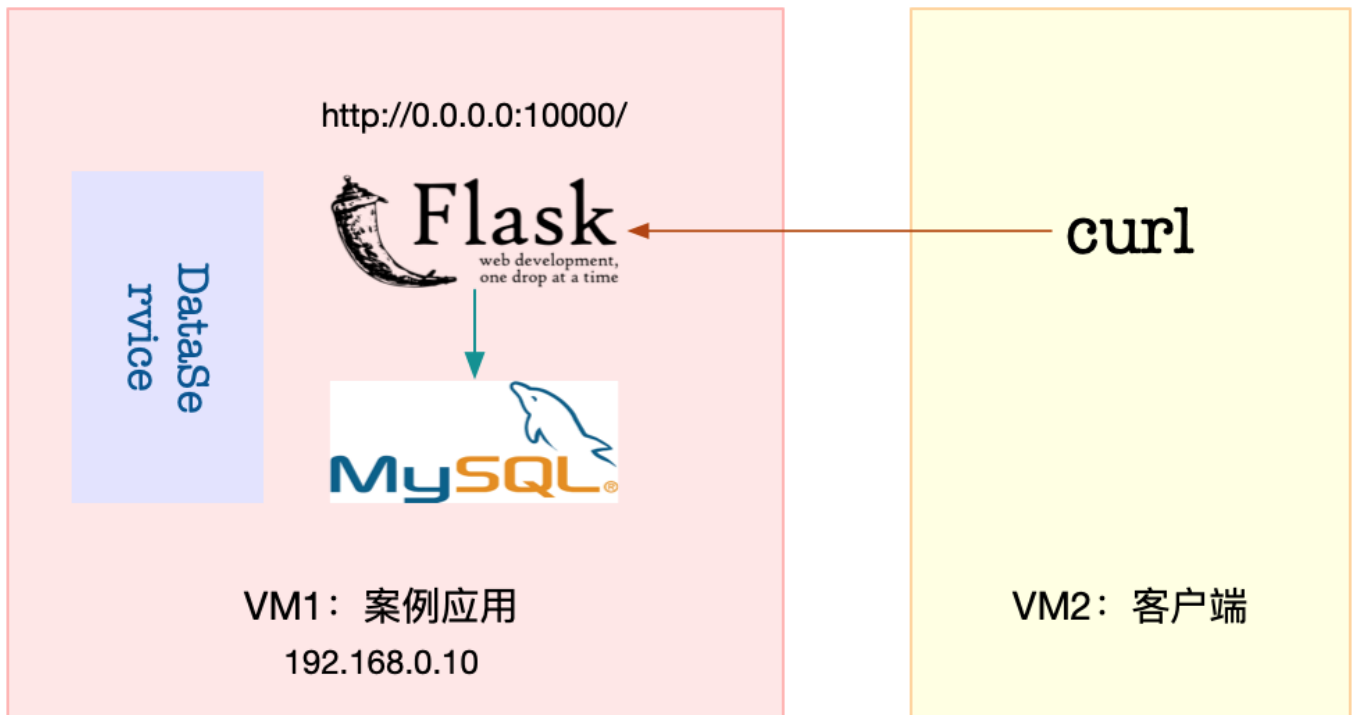 http://0.0.0.0:10000/
Flask
web development,
one drop at a time
DataSe
rvice
MySQL®
VM1：案例应用
192.168.0.10
curl
VM2：客户端